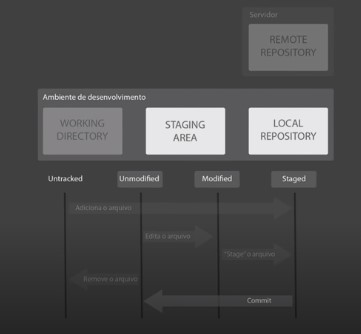 Servidor
REMOTE
REPOSITORY
Ambiente de desenvolvimento
WORKING
DIRECTORY
STAGING
AREA
LOCAL
REPOSITORY
Untracked
Unmodified
Modified
Staged
Adiciona o arquivo
Edita o arquivo
"Stage" o arquivo
Remove o arquivo
Commit